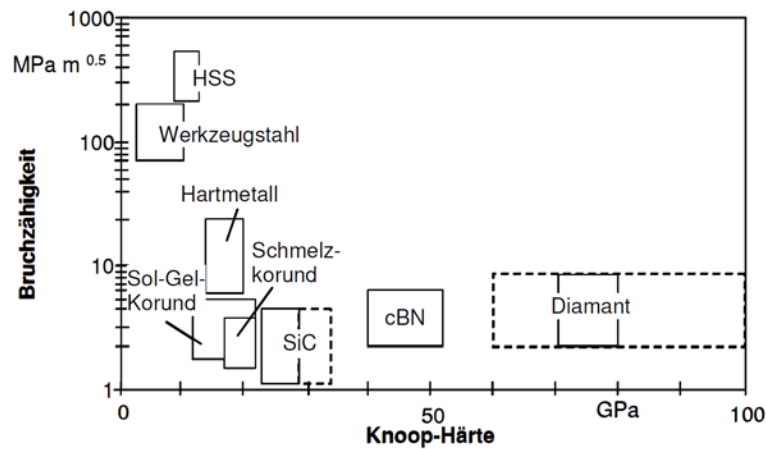 1000
MPa m 0.5
HSS
100
Werkzeugstahl
Hartmetall
Schmelz-
korund
10
Sol-Gel-
Korund
SiC
cBN
Diamant
1
0
50
GPa
100
Knoop-Härte
Bruchzähigkeit